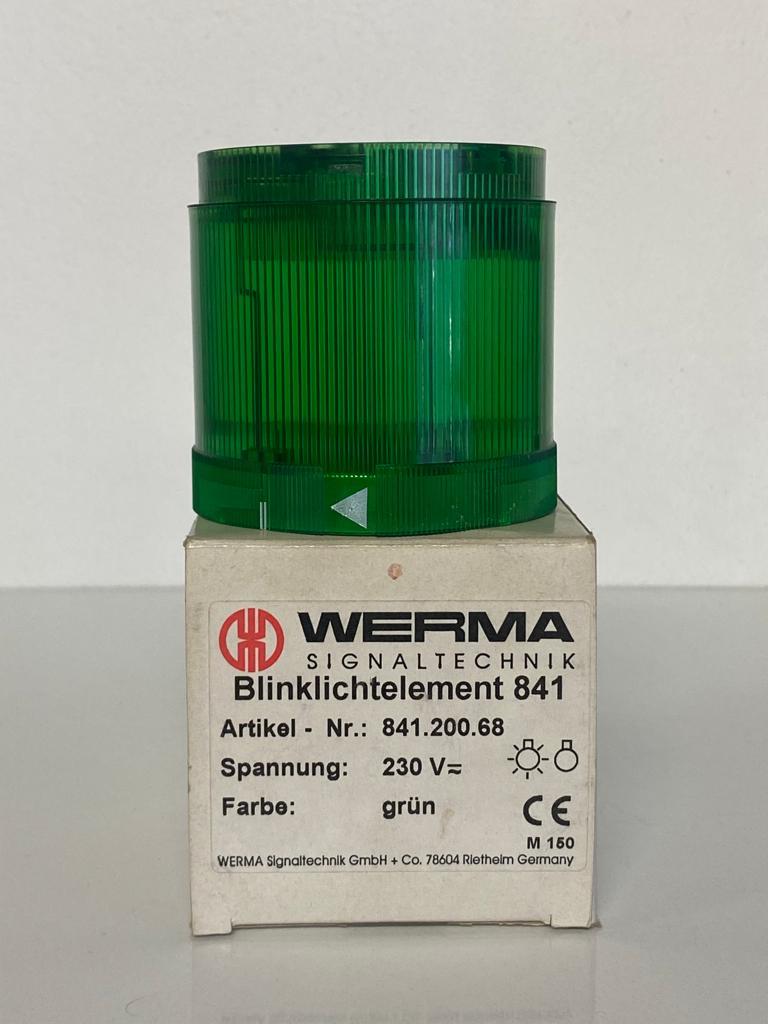 WERMA
SIGNALTECHNIK
Blinklichtelement 841
Artikel - Nr.: 841.200.68
Spannung: 230 V≂
Farbe: grün
CE
M 150
WERMA Signaltechnik GmbH + Co. 78604 Rietheim Germany